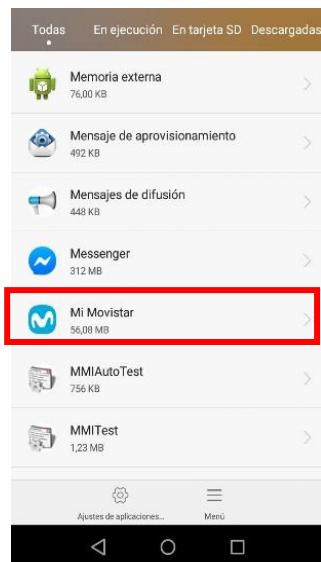 Todas En ejecución En tarjeta SD Descargadas
Memoria externa
76,00 KB
Mensaje de aprovisionamiento
492 KB
Mensajes de difusión
448 KB
Messenger
312 MB
Mi Movistar
56,08 MB
MMIAutoTest
756 KB
MMITest
1,23 MB
Ajustes de aplicaciones... Menú